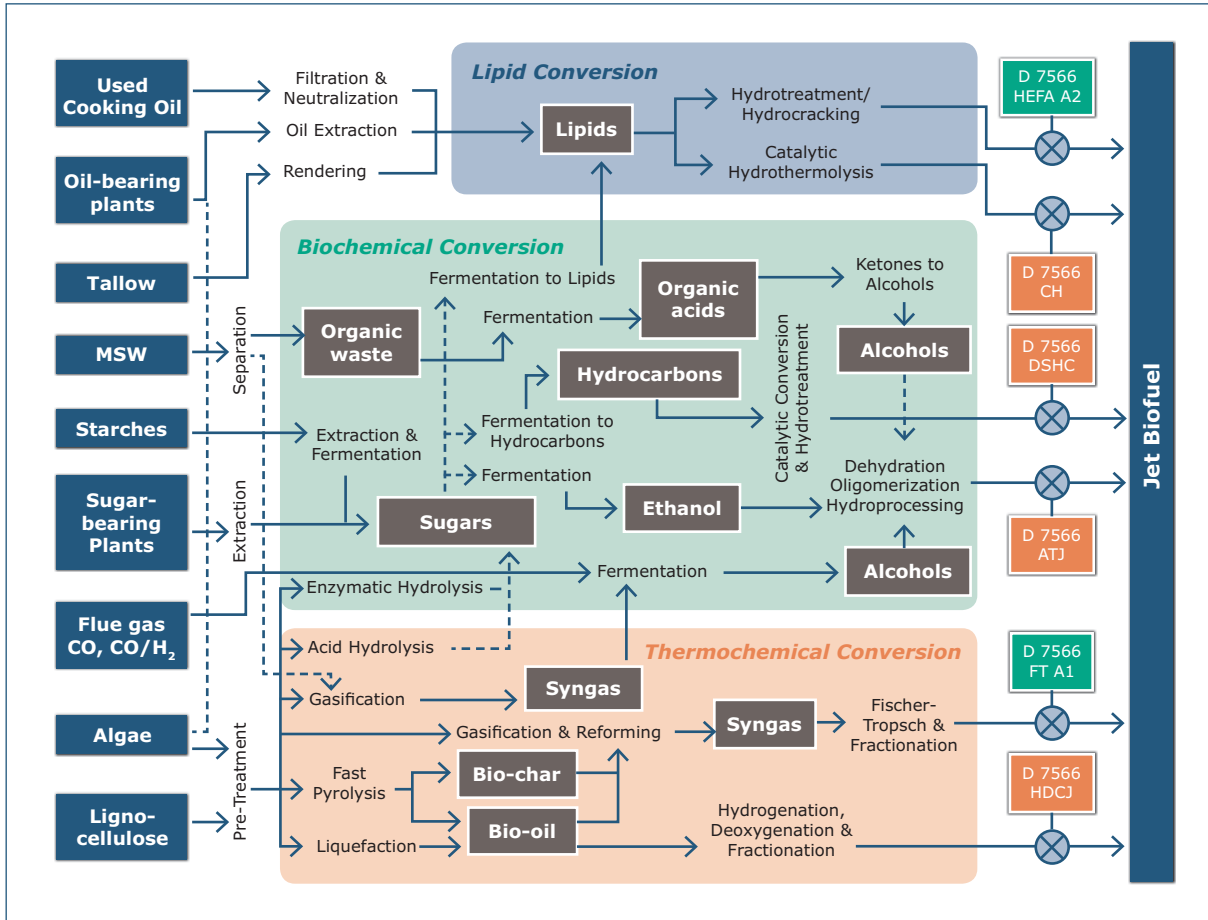 Used
Cooking Oil
Oil-bearing
plants
Tallow
MSW
Starches
Sugar-
bearing
Plants
Flue gas
CO, CO/H₂
Algae
Ligno-
cellulose
Filtration &
Neutralization
Oil Extraction
Rendering
Separation
Extraction
Pre-Treatment
Lipid Conversion
Lipids
Hydrotreatment/
Hydrocracking
Catalytic
Hydrothermolysis
Biochemical Conversion
Fermentation to Lipids
Organic
waste
Fermentation
Organic
acids
Ketones to
Alcohols
Alcohols
Hydrocarbons
Fermentation to
Hydrocarbons
Catalytic Conversion
& Hydrotreatment
Extraction &
Fermentation
Fermentation
Sugars
Ethanol
Dehydration
Oligomerization
Hydroprocessing
Enzymatic Hydrolysis
Fermentation
Alcohols
Thermochemical Conversion
Acid Hydrolysis
Gasification
Syngas
Gasification & Reforming
Syngas
Fischer-
Tropsch &
Fractionation
Fast
Pyrolysis
Bio-char
Bio-oil
Liquefaction
Hydrogenation,
Deoxygenation &
Fractionation
D 7566
HEFA A2
D 7566
CH
D 7566
DSHC
D 7566
ATJ
D 7566
FT A1
D 7566
HDCJ
Jet Biofuel